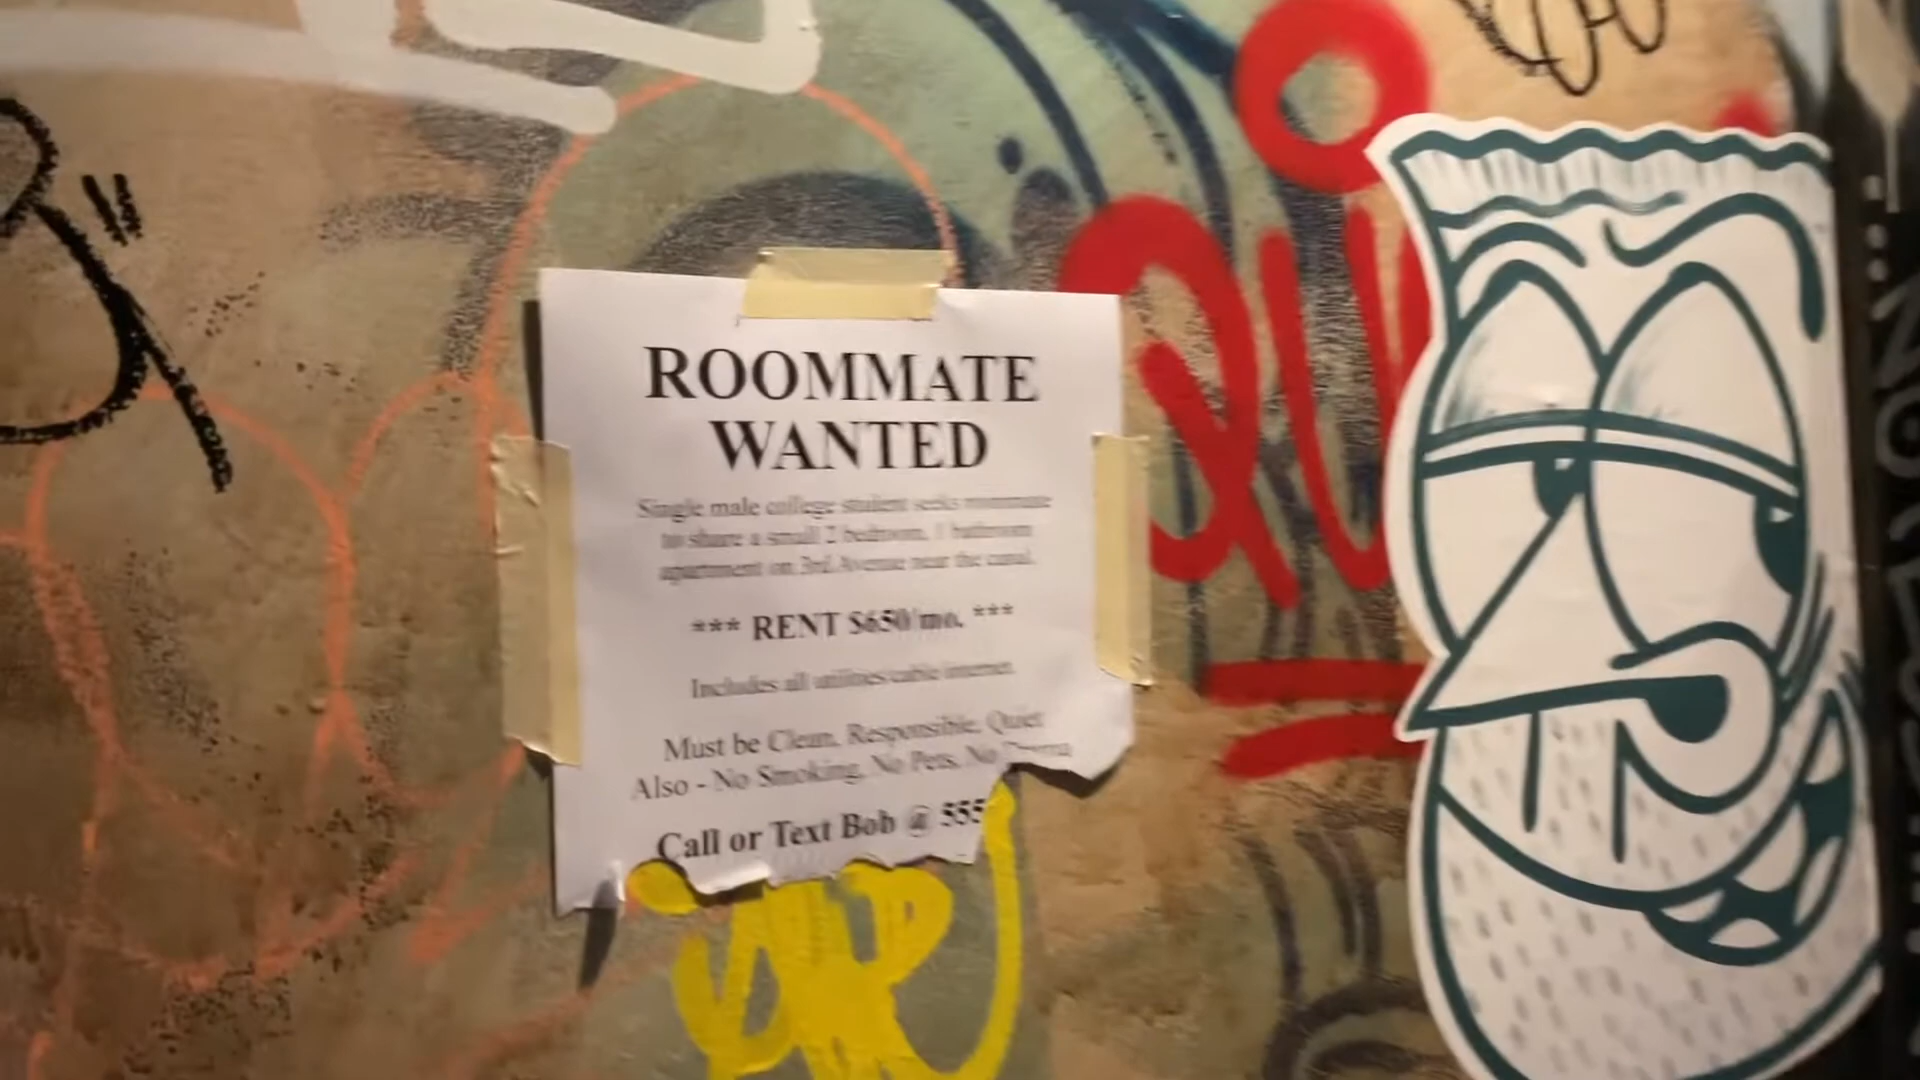 ROOMMATE
WANTED
Single male college student seeks roommate
to share a small 2 bedroom, 1 bathroom
apartment on 3rd Avenue near the canal.
*** RENT $650/mo. ***
Includes all utilities/cable/internet.
Must be Clean, Responsible, Quiet
Also - No Smoking, No Pets, No Drama
Call or Text Bob @ 555